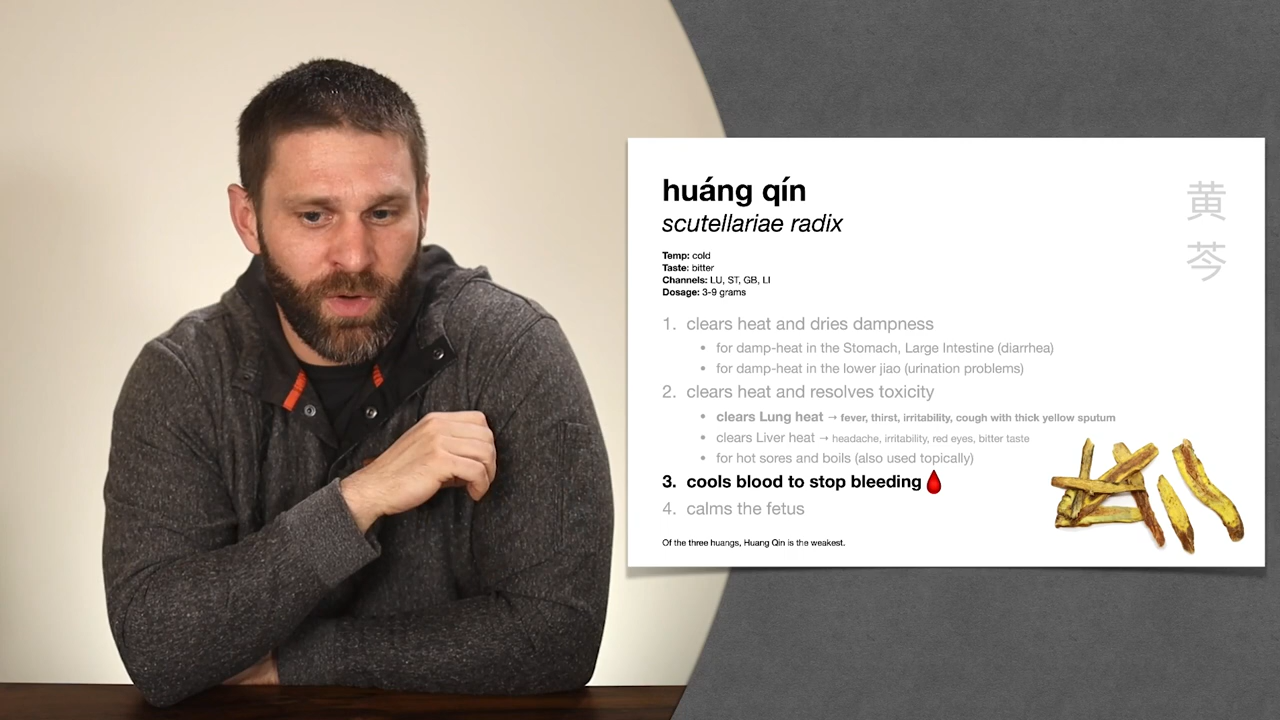 huáng qín
scutellariae radix
黄
芩
Temp: cold
Taste: bitter
Channels: LU, ST, GB, LI
Dosage: 3-9 grams
1. clears heat and dries dampness
• for damp-heat in the Stomach, Large Intestine (diarrhea)
• for damp-heat in the lower jiao (urination problems)
2. clears heat and resolves toxicity
• clears Lung heat → fever, thirst, irritability, cough with thick yellow sputum
• clears Liver heat → headache, irritability, red eyes, bitter taste
• for hot sores and boils (also used topically)
3. cools blood to stop bleeding
4. calms the fetus
Of the three huangs, Huang Qin is the weakest.